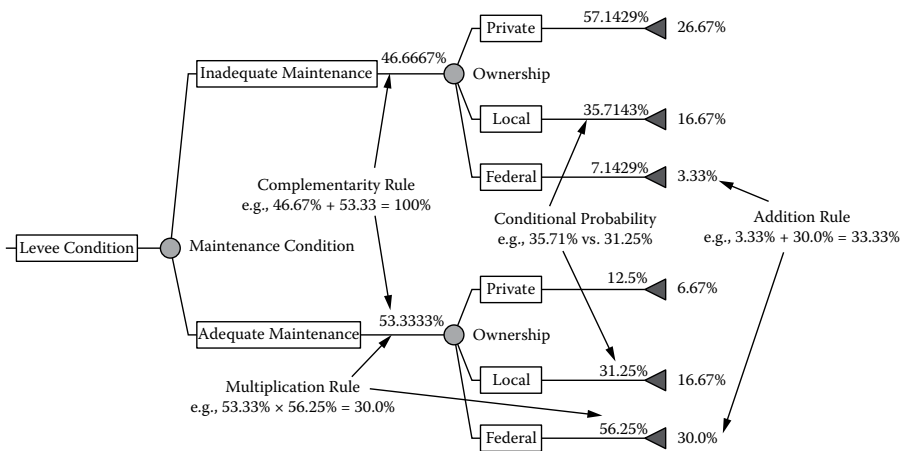 Private
57.1429%
26.67%
Inadequate Maintenance
46.6667%
Ownership
Local
35.7143%
16.67%
Federal
7.1429%
3.33%
Complementarity Rule
e.g., 46.67% + 53.33 = 100%
Conditional Probability
e.g., 35.71% vs. 31.25%
Addition Rule
e.g., 3.33% + 30.0% = 33.33%
Levee Condition
Maintenance Condition
Private
12.5%
6.67%
Adequate Maintenance
53.3333%
Ownership
Local
31.25%
16.67%
Multiplication Rule
e.g., 53.33% × 56.25% = 30.0%
Federal
56.25%
30.0%